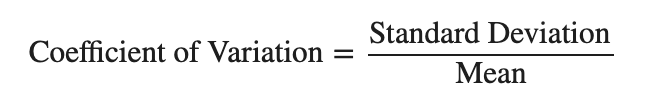 Coefficient of Variation = Standard Deviation / Mean